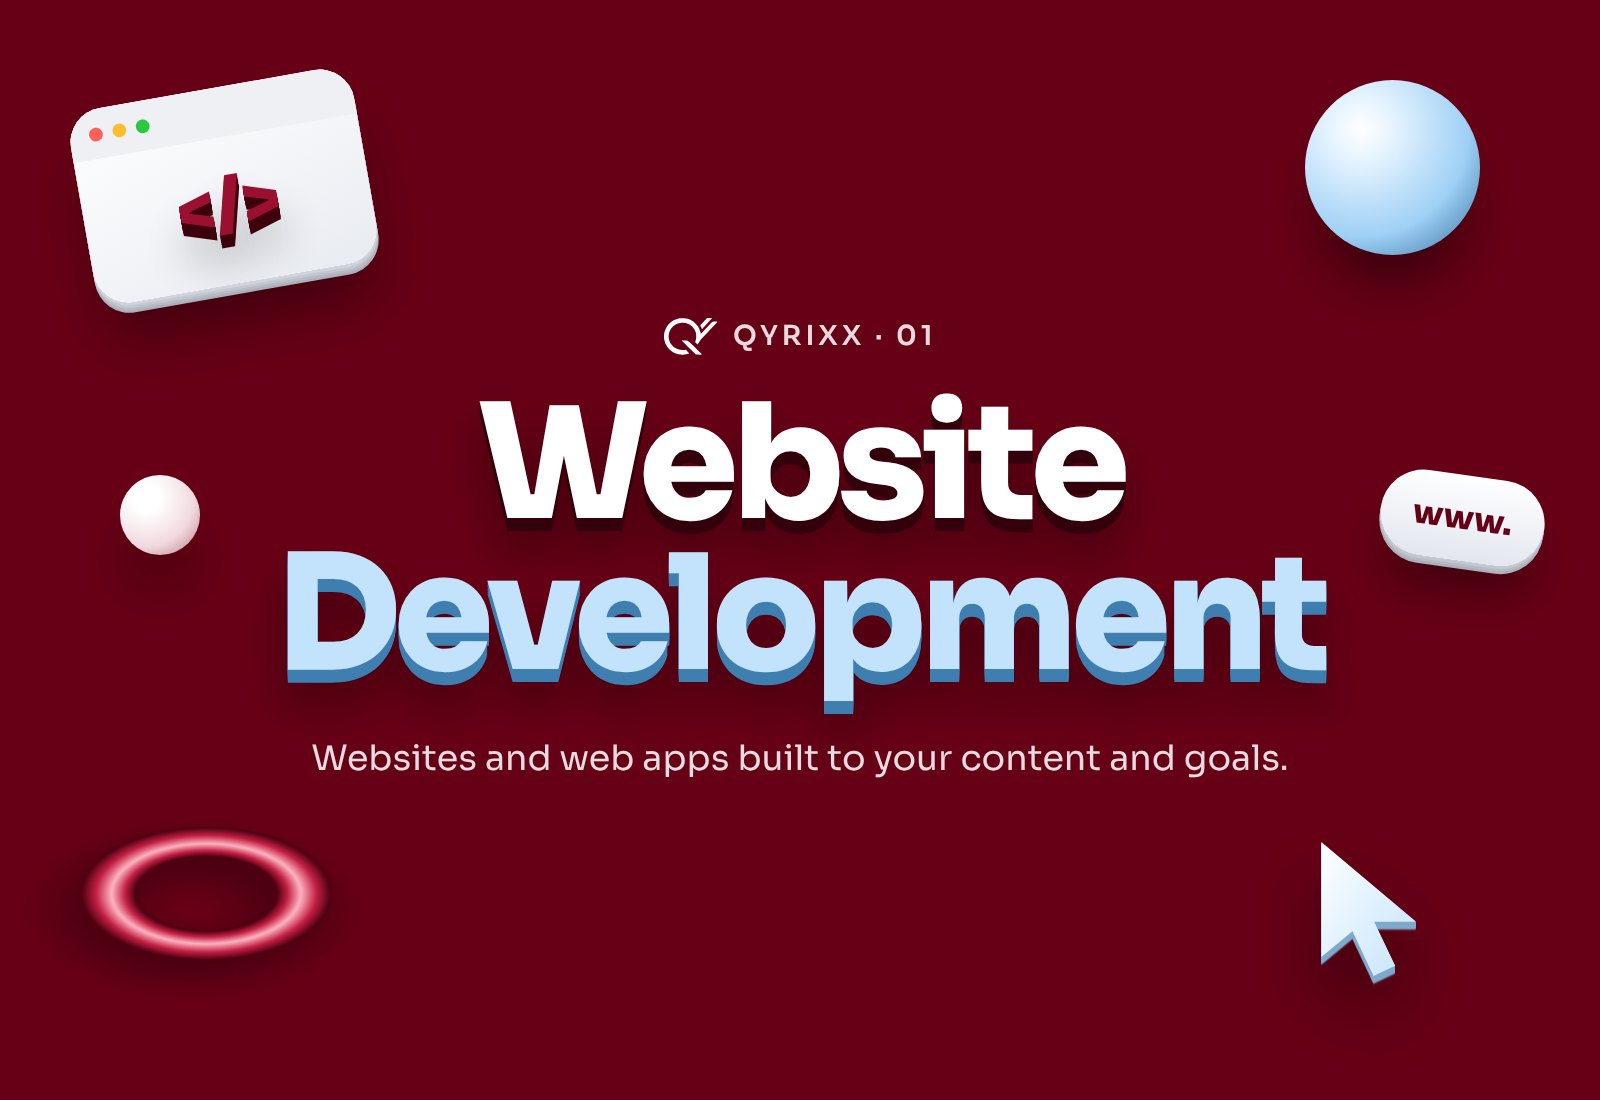 </>
QYRIXX · 01
Website
www.
Development
Websites and web apps built to your content and goals.